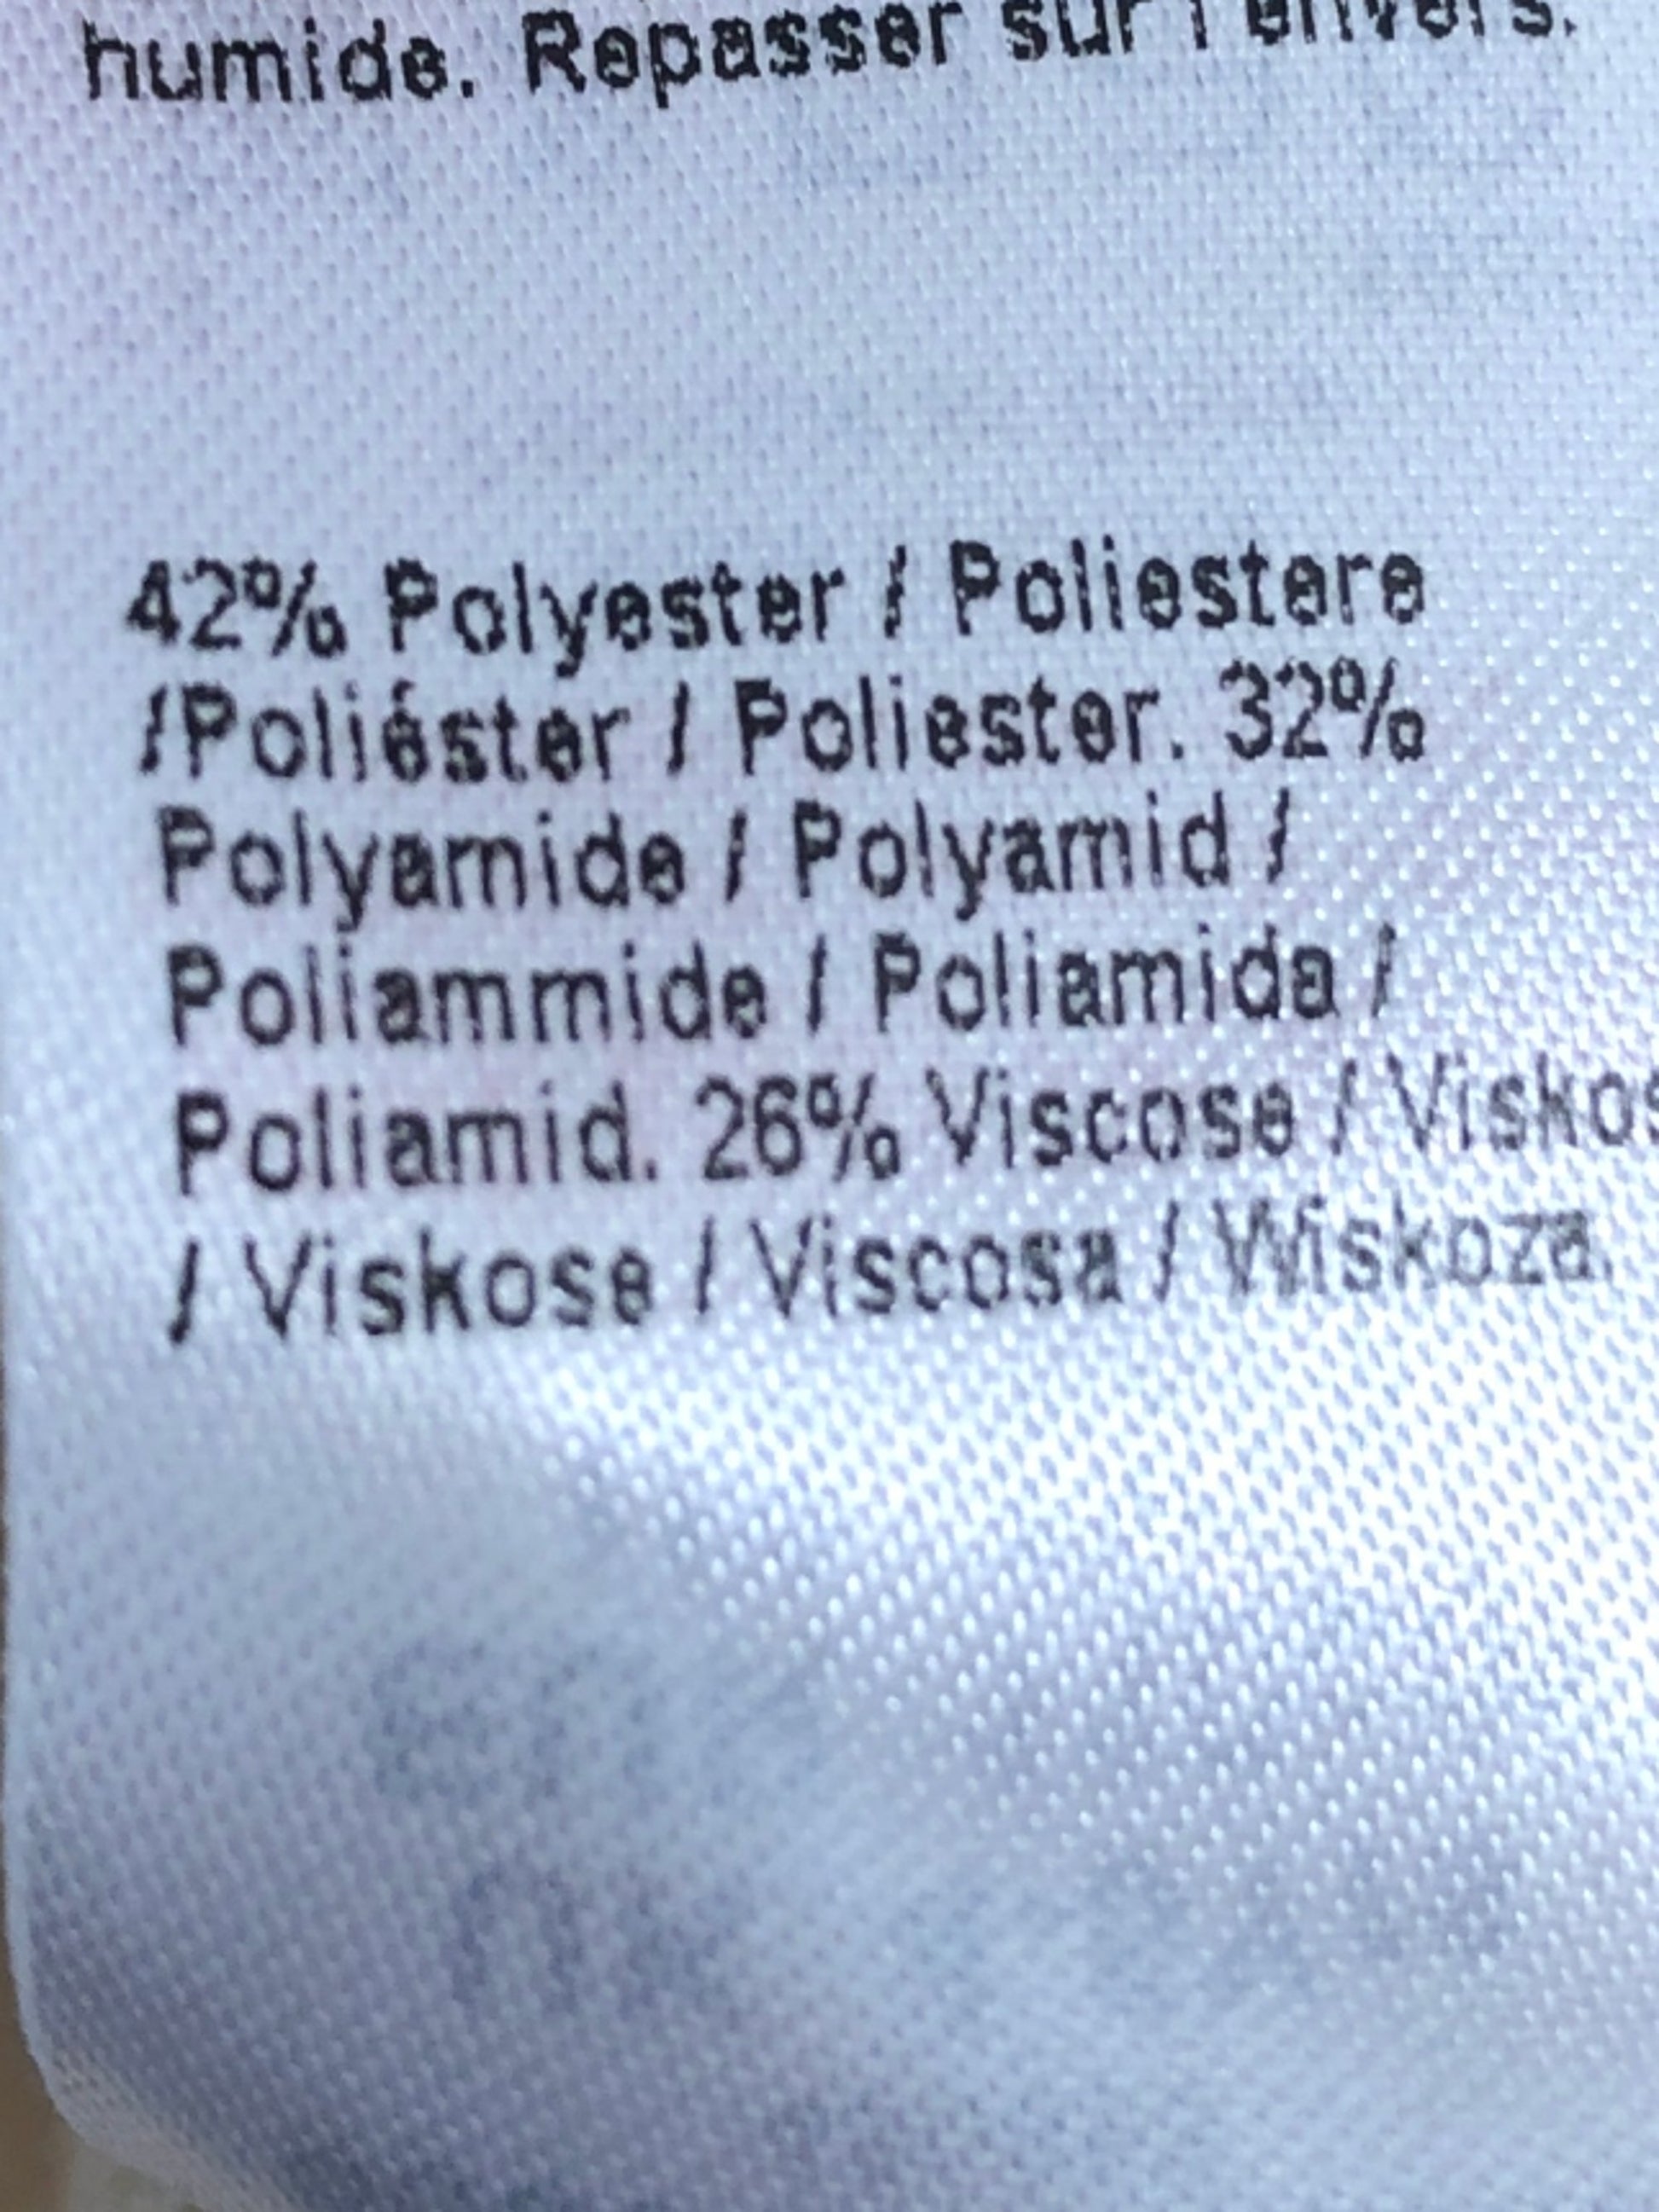 humide. Repasser sur l'envers.
42% Polyester / Poliestere
/Poliéster / Poliester. 32%
Polyamide / Polyamid /
Poliammide / Poliamida /
Poliamid. 26% Viscose / Viskos
/ Viskose / Viscosa / Wiskoza.